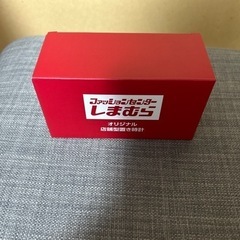 ファッションセンター
しまむら
オリジナル
店舗型置き時計